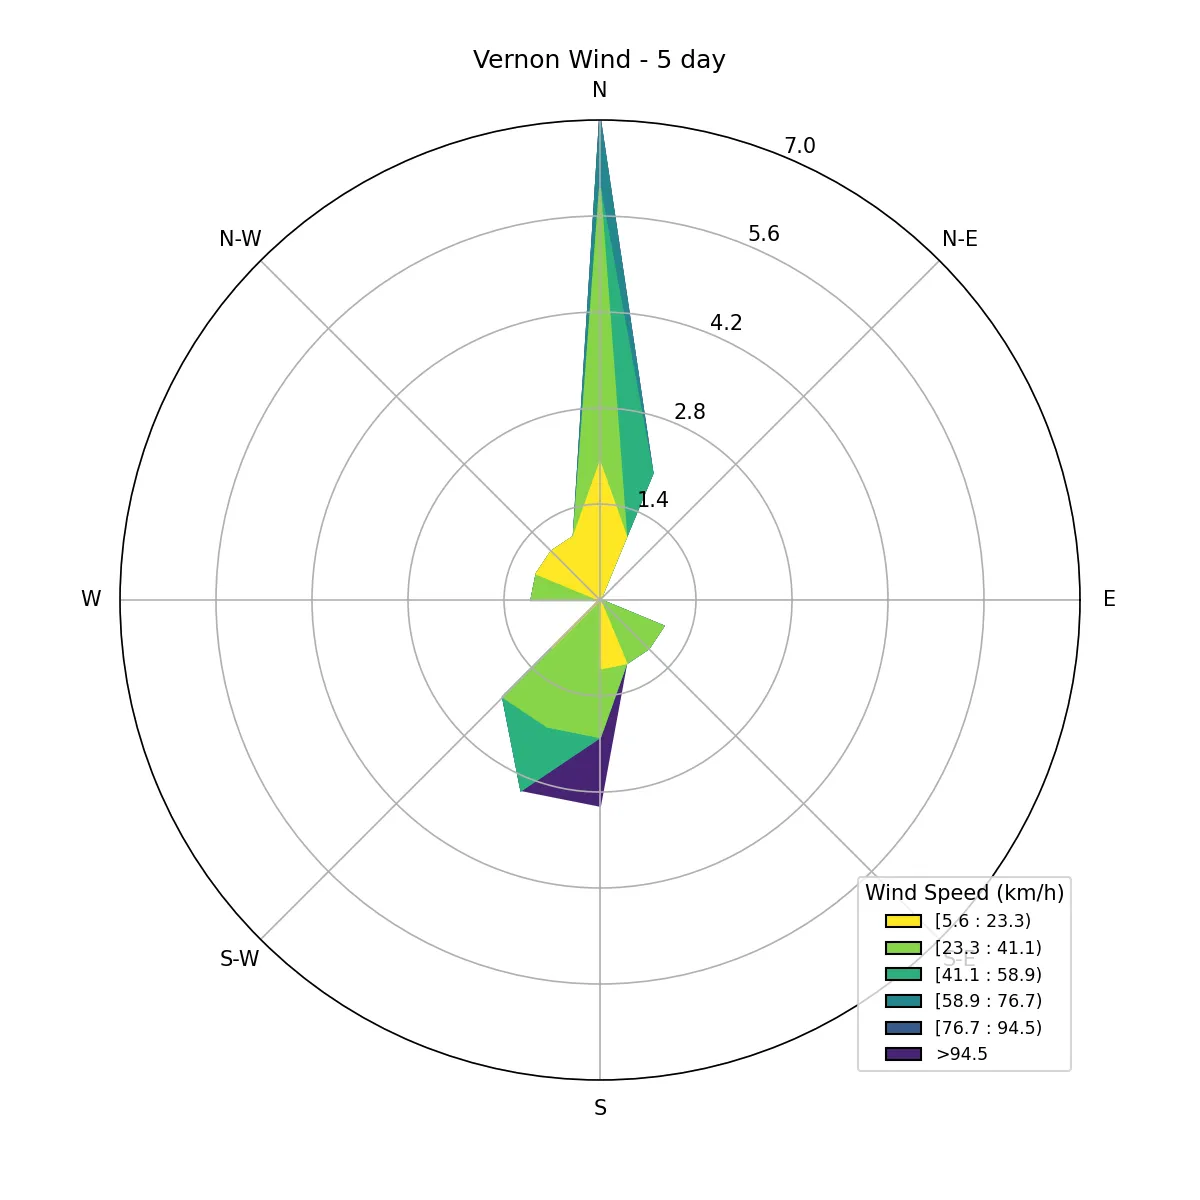 Vernon Wind - 5 day
N
7.0
N-W
5.6
N-E
4.2
2.8
1.4
W
E
S-W
S-E
S
Wind Speed (km/h)
[5.6 : 23.3)
[23.3 : 41.1)
[41.1 : 58.9)
[58.9 : 76.7)
[76.7 : 94.5)
>94.5